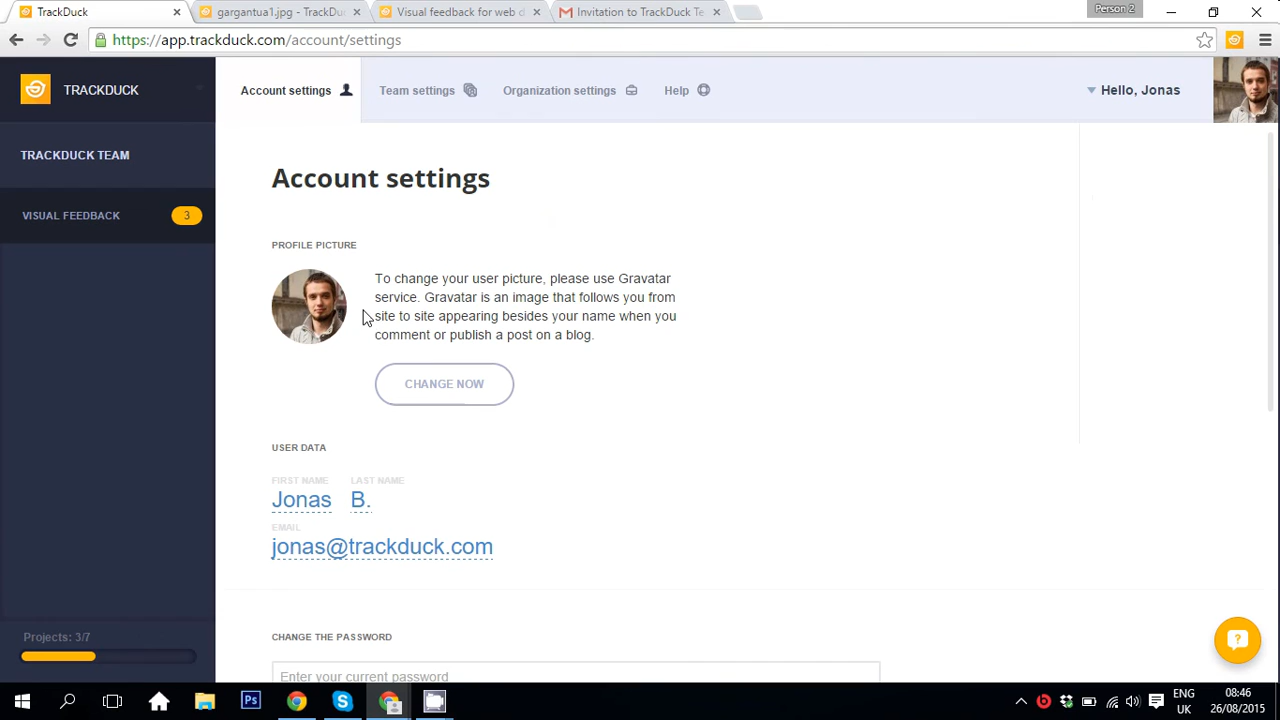 TrackDuck
gargantua1.jpg - TrackDu
Visual feedback for web d
Invitation to TrackDuck Te
Person 2
https://app.trackduck.com/account/settings
TRACKDUCK
Account settings
Team settings
Organization settings
Help
Hello, Jonas
TRACKDUCK TEAM
VISUAL FEEDBACK
3
Account settings
PROFILE PICTURE
To change your user picture, please use Gravatar
service. Gravatar is an image that follows you from
site to site appearing besides your name when you
comment or publish a post on a blog.
CHANGE NOW
USER DATA
FIRST NAME LAST NAME
Jonas B.
EMAIL
jonas@trackduck.com
Projects: 3/7
CHANGE THE PASSWORD
Enter your current password
Ps
ENG
UK
08:46
26/08/2015